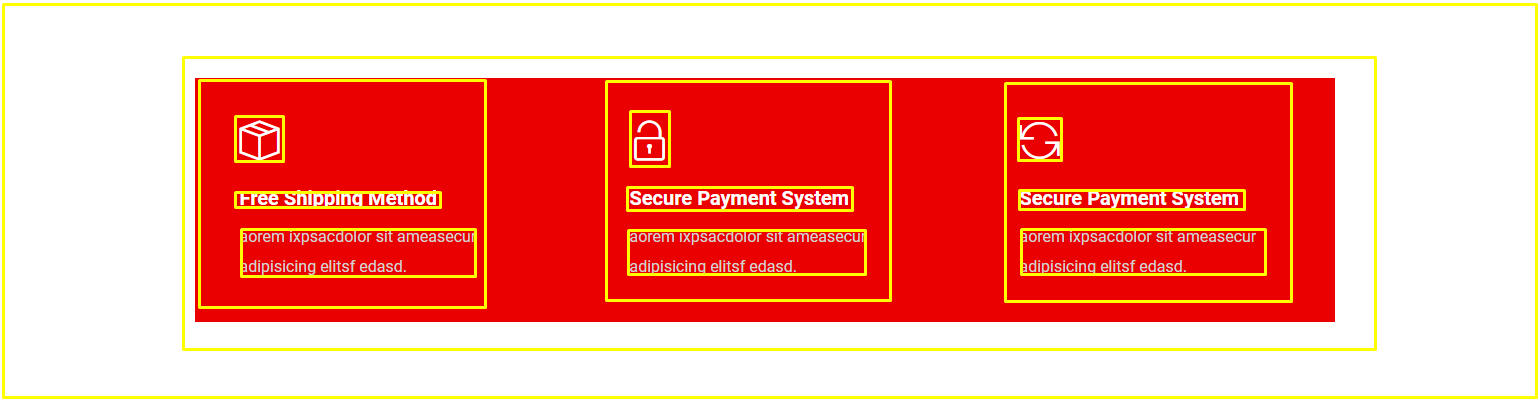 Free Shipping Method
aorem ixpsacdolor sit ameasecur
adipisicing elitsf edasd.
Secure Payment System
aorem ixpsacdolor sit ameasecur
adipisicing elitsf edasd.
Secure Payment System
aorem ixpsacdolor sit ameasecur
adipisicing elitsf edasd.